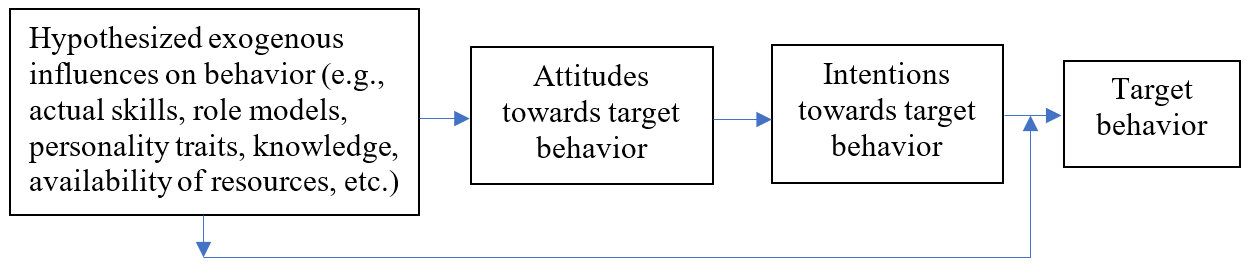 Hypothesized exogenous
influences on behavior (e.g.,
actual skills, role models,
personality traits, knowledge,
availability of resources, etc.)
Attitudes
towards target
behavior
Intentions
towards target
behavior
Target
behavior